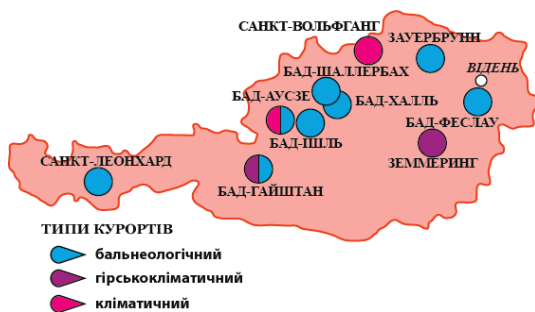 САНКТ-ВОЛЬФГАНГ
ЗАУЕРБРУНН
ВІДЕНЬ
БАД-ШАЛЛЕРБАХ
БАД-АУСЗЕ
БАД-ХАЛЛЬ
БАД-ФЕСЛАУ
БАД-ІШЛЬ
САНКТ-ЛЕОНХАРД
ЗЕММЕРИНГ
БАД-ГАЙШТАН
ТИПИ КУРОРТІВ
бальнеологічний
гірськокліматичний
кліматичний